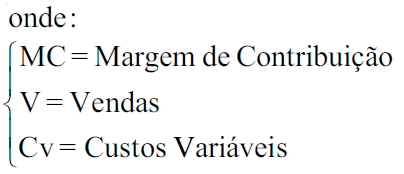 onde:
MC = Margem de Contribuição
V = Vendas
Cv = Custos Variáveis